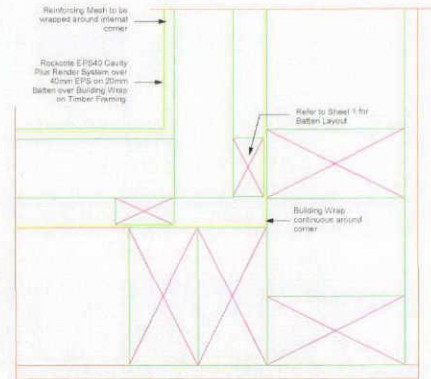 Reinforcing Mesh to be
wrapped around internal
corner
Rockcote EPS40 Cavity
Plus Render System over
40mm EPS on 20mm
Batten over Building Wrap
on Timber Framing
Refer to Sheet 1 for
Batten Layout
Building Wrap
continuous around
corner